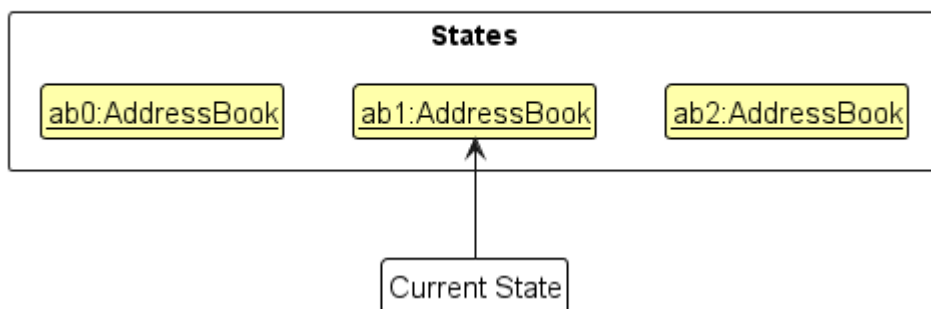 States
ab0:AddressBook
ab1:AddressBook
ab2:AddressBook
Current State